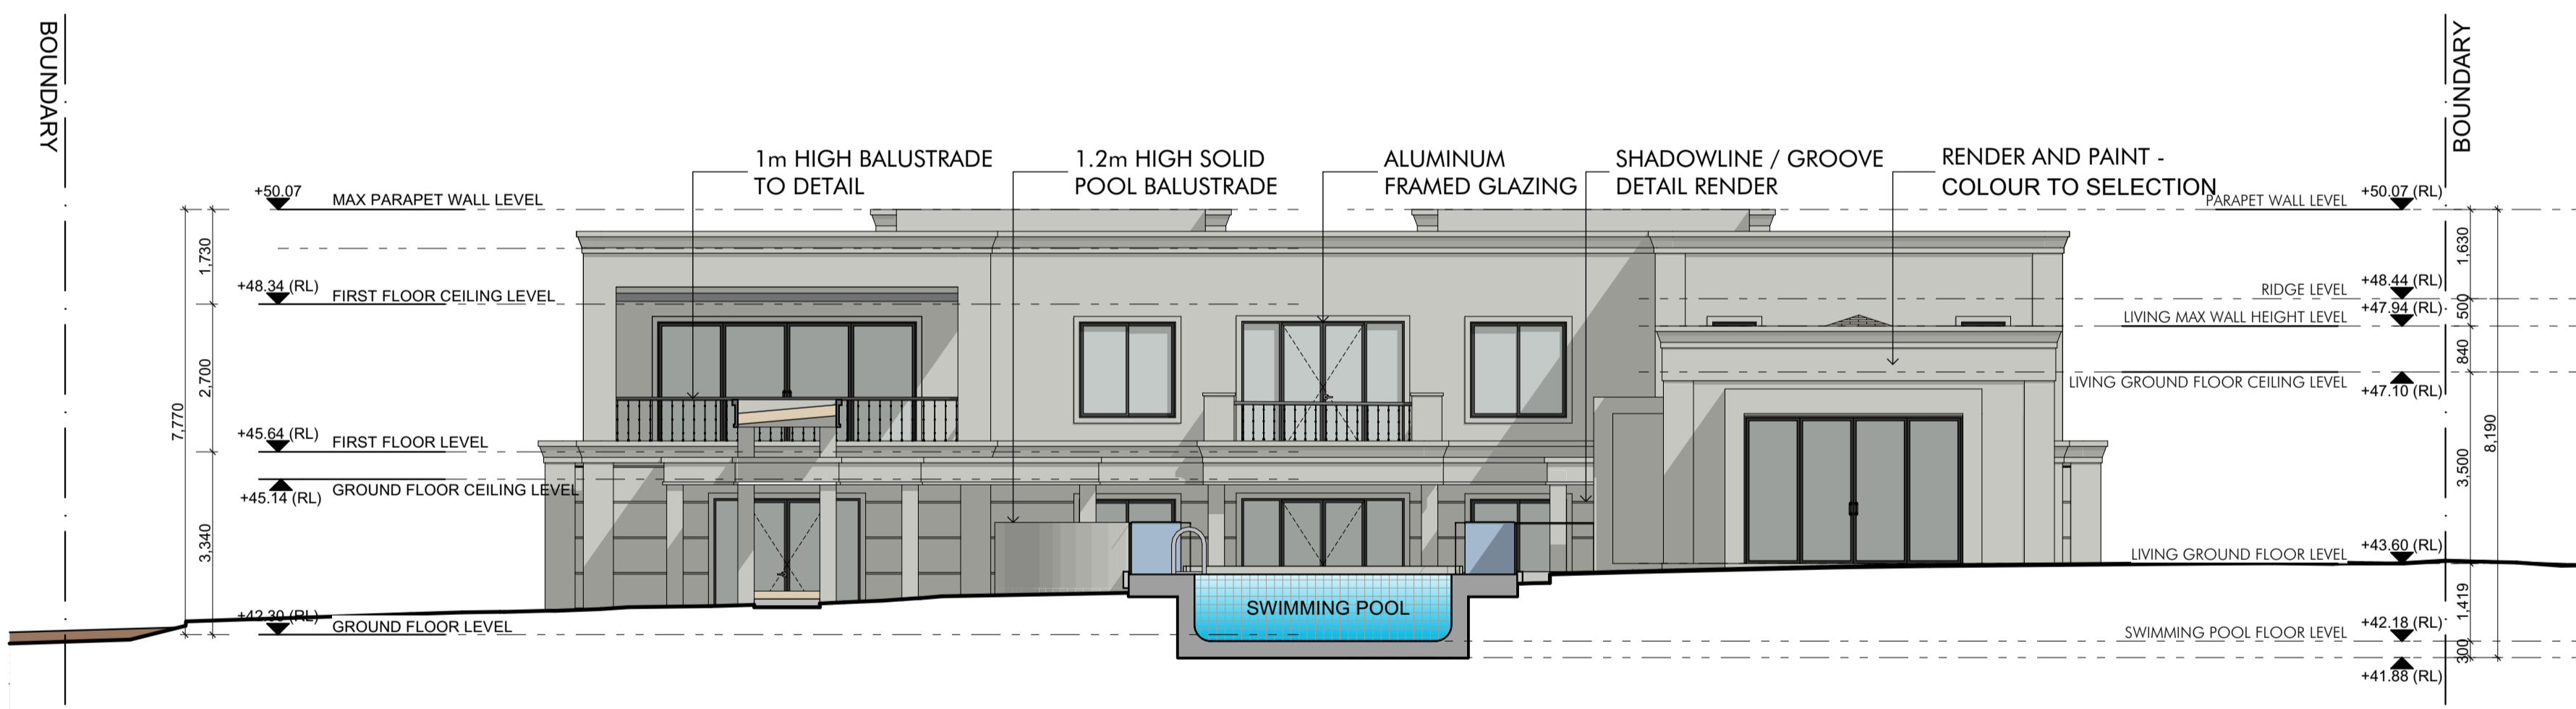 BOUNDARY
BOUNDARY
1m HIGH BALUSTRADE
TO DETAIL
1.2m HIGH SOLID
POOL BALUSTRADE
ALUMINUM
FRAMED GLAZING
SHADOWLINE / GROOVE
DETAIL RENDER
RENDER AND PAINT -
COLOUR TO SELECTION
+50.07
MAX PARAPET WALL LEVEL
+48.34 (RL)
FIRST FLOOR CEILING LEVEL
+45.64 (RL)
FIRST FLOOR LEVEL
GROUND FLOOR CEILING LEVEL
+45.14 (RL)
+42.30 (RL)
GROUND FLOOR LEVEL
1,730
2,700
3,340
7,770
SWIMMING POOL
+50.07 (RL)
PARAPET WALL LEVEL
+48.44 (RL)
RIDGE LEVEL
+47.94 (RL)
LIVING MAX WALL HEIGHT LEVEL
LIVING GROUND FLOOR CEILING LEVEL
+47.10 (RL)
+43.60 (RL)
LIVING GROUND FLOOR LEVEL
+42.18 (RL)
SWIMMING POOL FLOOR LEVEL
+41.88 (RL)
1,630
500
840
3,500
1,419
300
8,190